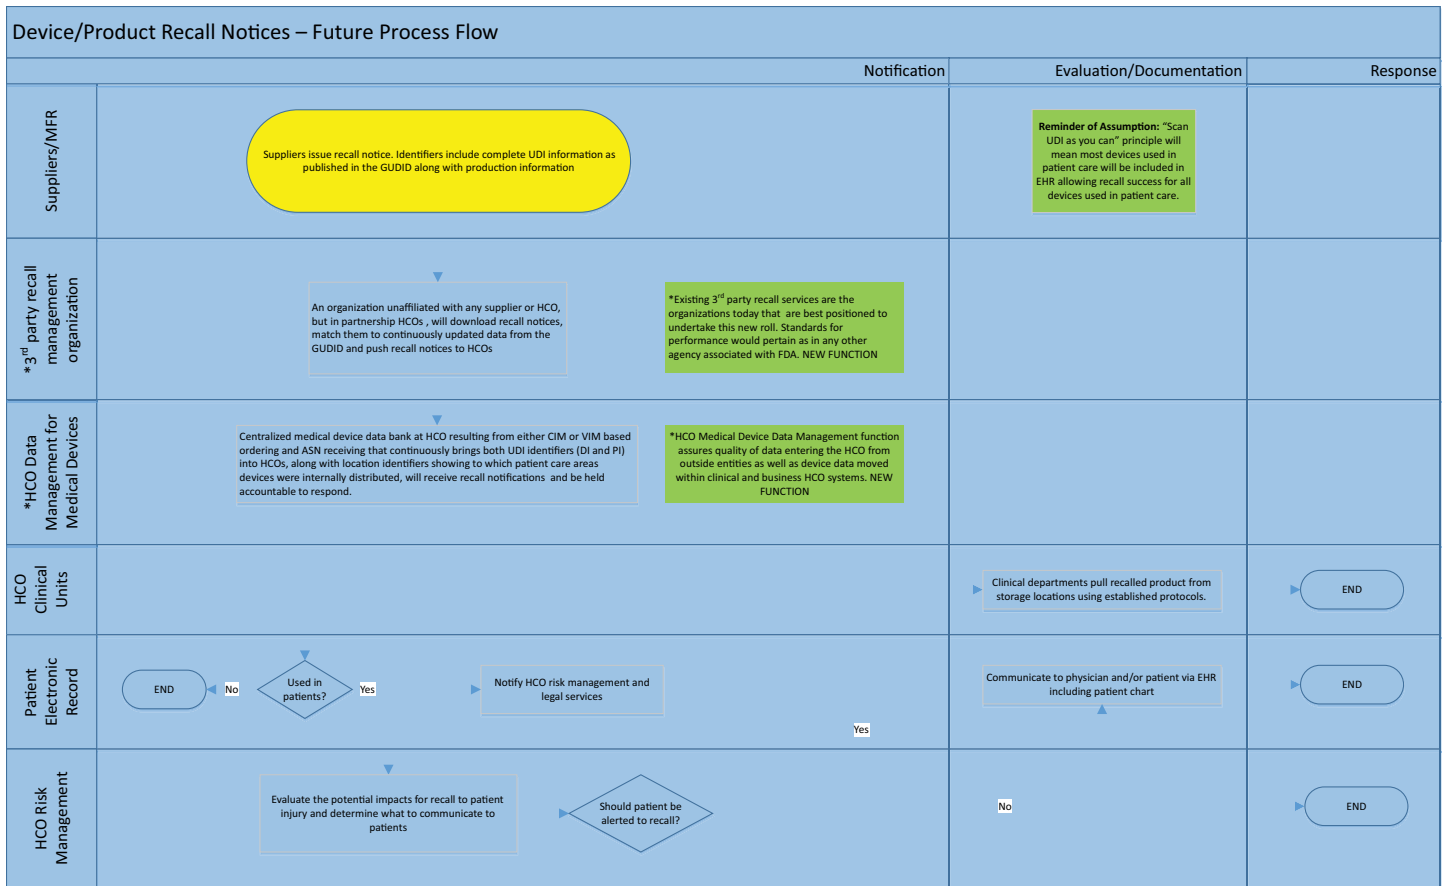 Device/Product Recall Notices – Future Process Flow
Notification
Evaluation/Documentation
Response
Suppliers/MFR
Suppliers issue recall notice. Identifiers include complete UDI information as
published in the GUDID along with production information
Reminder of Assumption: “Scan
UDI as you can” principle will
mean most devices used in
patient care will be included in
EHR allowing recall success for all
devices used in patient care.
*3rd party recall
management
organization
An organization unaffiliated with any supplier or HCO,
but in partnership HCOs , will download recall notices,
match them to continuously updated data from the
GUDID and push recall notices to HCOs
*Existing 3rd party recall services are the
organizations today that  are best positioned to
undertake this new roll. Standards for
performance would pertain as in any other
agency associated with FDA. NEW FUNCTION
*HCO Data
Management for
Medical Devices
Centralized medical device data bank at HCO resulting from either CIM or VIM based
ordering and ASN receiving that continuously brings both UDI identifiers (DI and PI)
into HCOs, along with location identifiers showing to which patient care areas
devices were internally distributed, will receive recall notifications  and be held
accountable to respond.
*HCO Medical Device Data Management function
assures quality of data entering the HCO from
outside entities as well as device data moved
within clinical and business HCO systems. NEW
FUNCTION
HCO
Clinical
Units
Clinical departments pull recalled product from
storage locations using established protocols.
END
Patient
Electronic
Record
END
No
Used in
patients?
Yes
Notify HCO risk management and
legal services
Yes
Communicate to physician and/or patient via EHR
including patient chart
END
HCO Risk
Management
Evaluate the potential impacts for recall to patient
injury and determine what to communicate to
patients
Should patient be
alerted to recall?
No
END